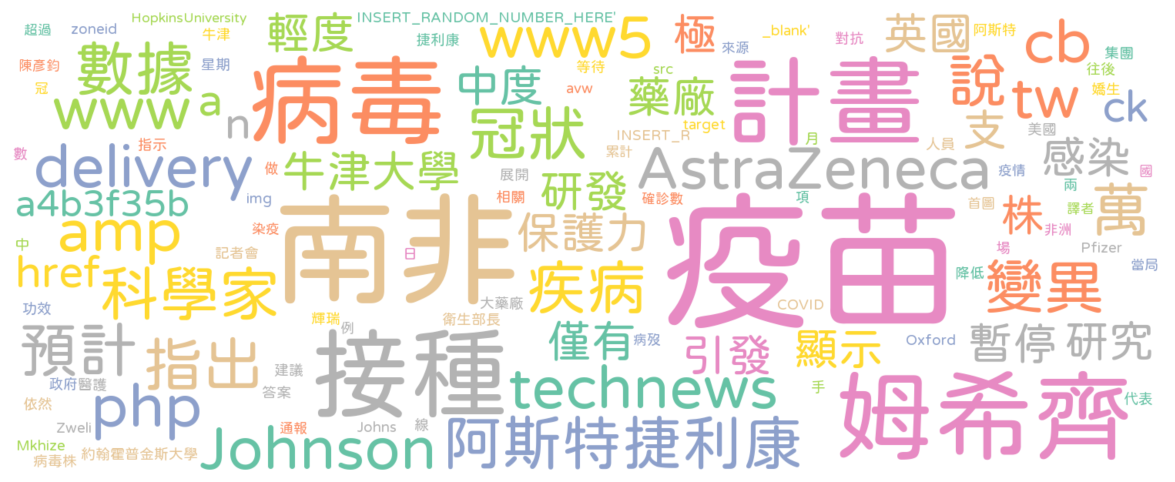 HopkinsUniversity
INSERT_RANDOM_NUMBER_HERE'
超過
zoneid
牛津
輕度
捷利康
www5
極
來源
_blank'
對抗
英國
阿斯特
cb
集團
陳彥鈞
數據
星期
病毒
中度
等待
src
計畫
說
往後
冠
www
a
n
冠狀
avw
藥廠
target
tw
嬌生
ck
支
美國
指示
INSERT_R
月
人員
感染
數
delivery
做
牛津大學
累計
AstraZeneca
疫情
兩
國
展開
研發
相關
確診數
項
首圖
譯者
萬
a4b3f35b
img
南非
疫苗
株
非洲
amp
染疫
保護力
中
記者會
日
場
Pfizer
當局
href
科學家
疾病
降低
變異
功效
大藥廠
COVID
輝瑞
例
衛生部長
預計
指出
接種
僅有
病歿
引發
顯示
Oxford
暫停
研究
政府
醫護
建議
答案
technews
手
姆希齊
代表
依然
php
Zweli
通報
Johns
線
Mkhize
病毒株
約翰霍普金斯大學
Johnson
阿斯特捷利康